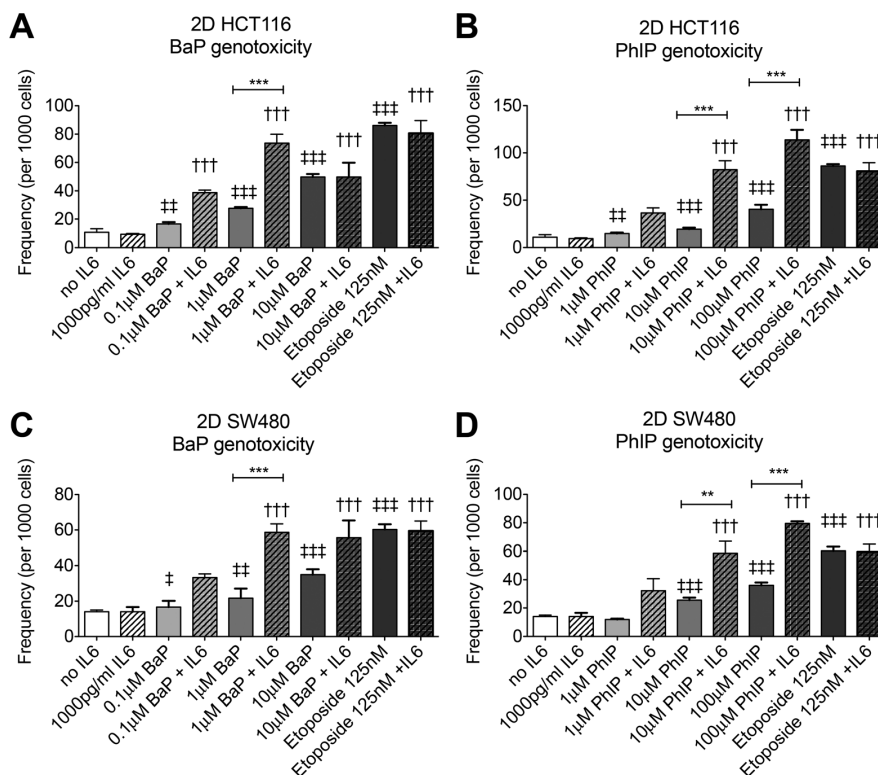 A
2D HCT116
BaP genotoxicity
Frequency (per 1000 cells)
100
80
60
40
20
0
‡‡
†††
‡‡‡
***
†††
‡‡‡
†††
‡‡‡
†††
no IL6
1000pg/ml IL6
0.1µM BaP
0.1µM BaP + IL6
1µM BaP
1µM BaP + IL6
10µM BaP
10µM BaP + IL6
Etoposide 125nM
Etoposide 125nM +IL6
B
2D HCT116
PhIP genotoxicity
Frequency (per 1000 cells)
150
100
50
0
‡‡
‡‡‡
***
†††
‡‡‡
***
†††
‡‡‡
†††
no IL6
1000pg/ml IL6
1µM PhIP
1µM PhIP + IL6
10µM PhIP
10µM PhIP + IL6
100µM PhIP
100µM PhIP + IL6
Etoposide 125nM
Etoposide 125nM +IL6
C
2D SW480
BaP genotoxicity
Frequency (per 1000 cells)
80
60
40
20
0
‡
‡‡
***
†††
‡‡‡
†††
‡‡‡
†††
no IL6
1000pg/ml IL6
0.1µM BaP
0.1µM BaP + IL6
1µM BaP
1µM BaP + IL6
10µM BaP
10µM BaP + IL6
Etoposide 125nM
Etoposide 125nM +IL6
D
2D SW480
PhIP genotoxicity
Frequency (per 1000 cells)
100
80
60
40
20
0
‡‡‡
**
†††
‡‡‡
***
†††
‡‡‡
†††
no IL6
1000pg/ml IL6
1µM PhIP
1µM PhIP + IL6
10µM PhIP
10µM PhIP + IL6
100µM PhIP
100µM PhIP + IL6
Etoposide 125nM
Etoposide 125nM +IL6